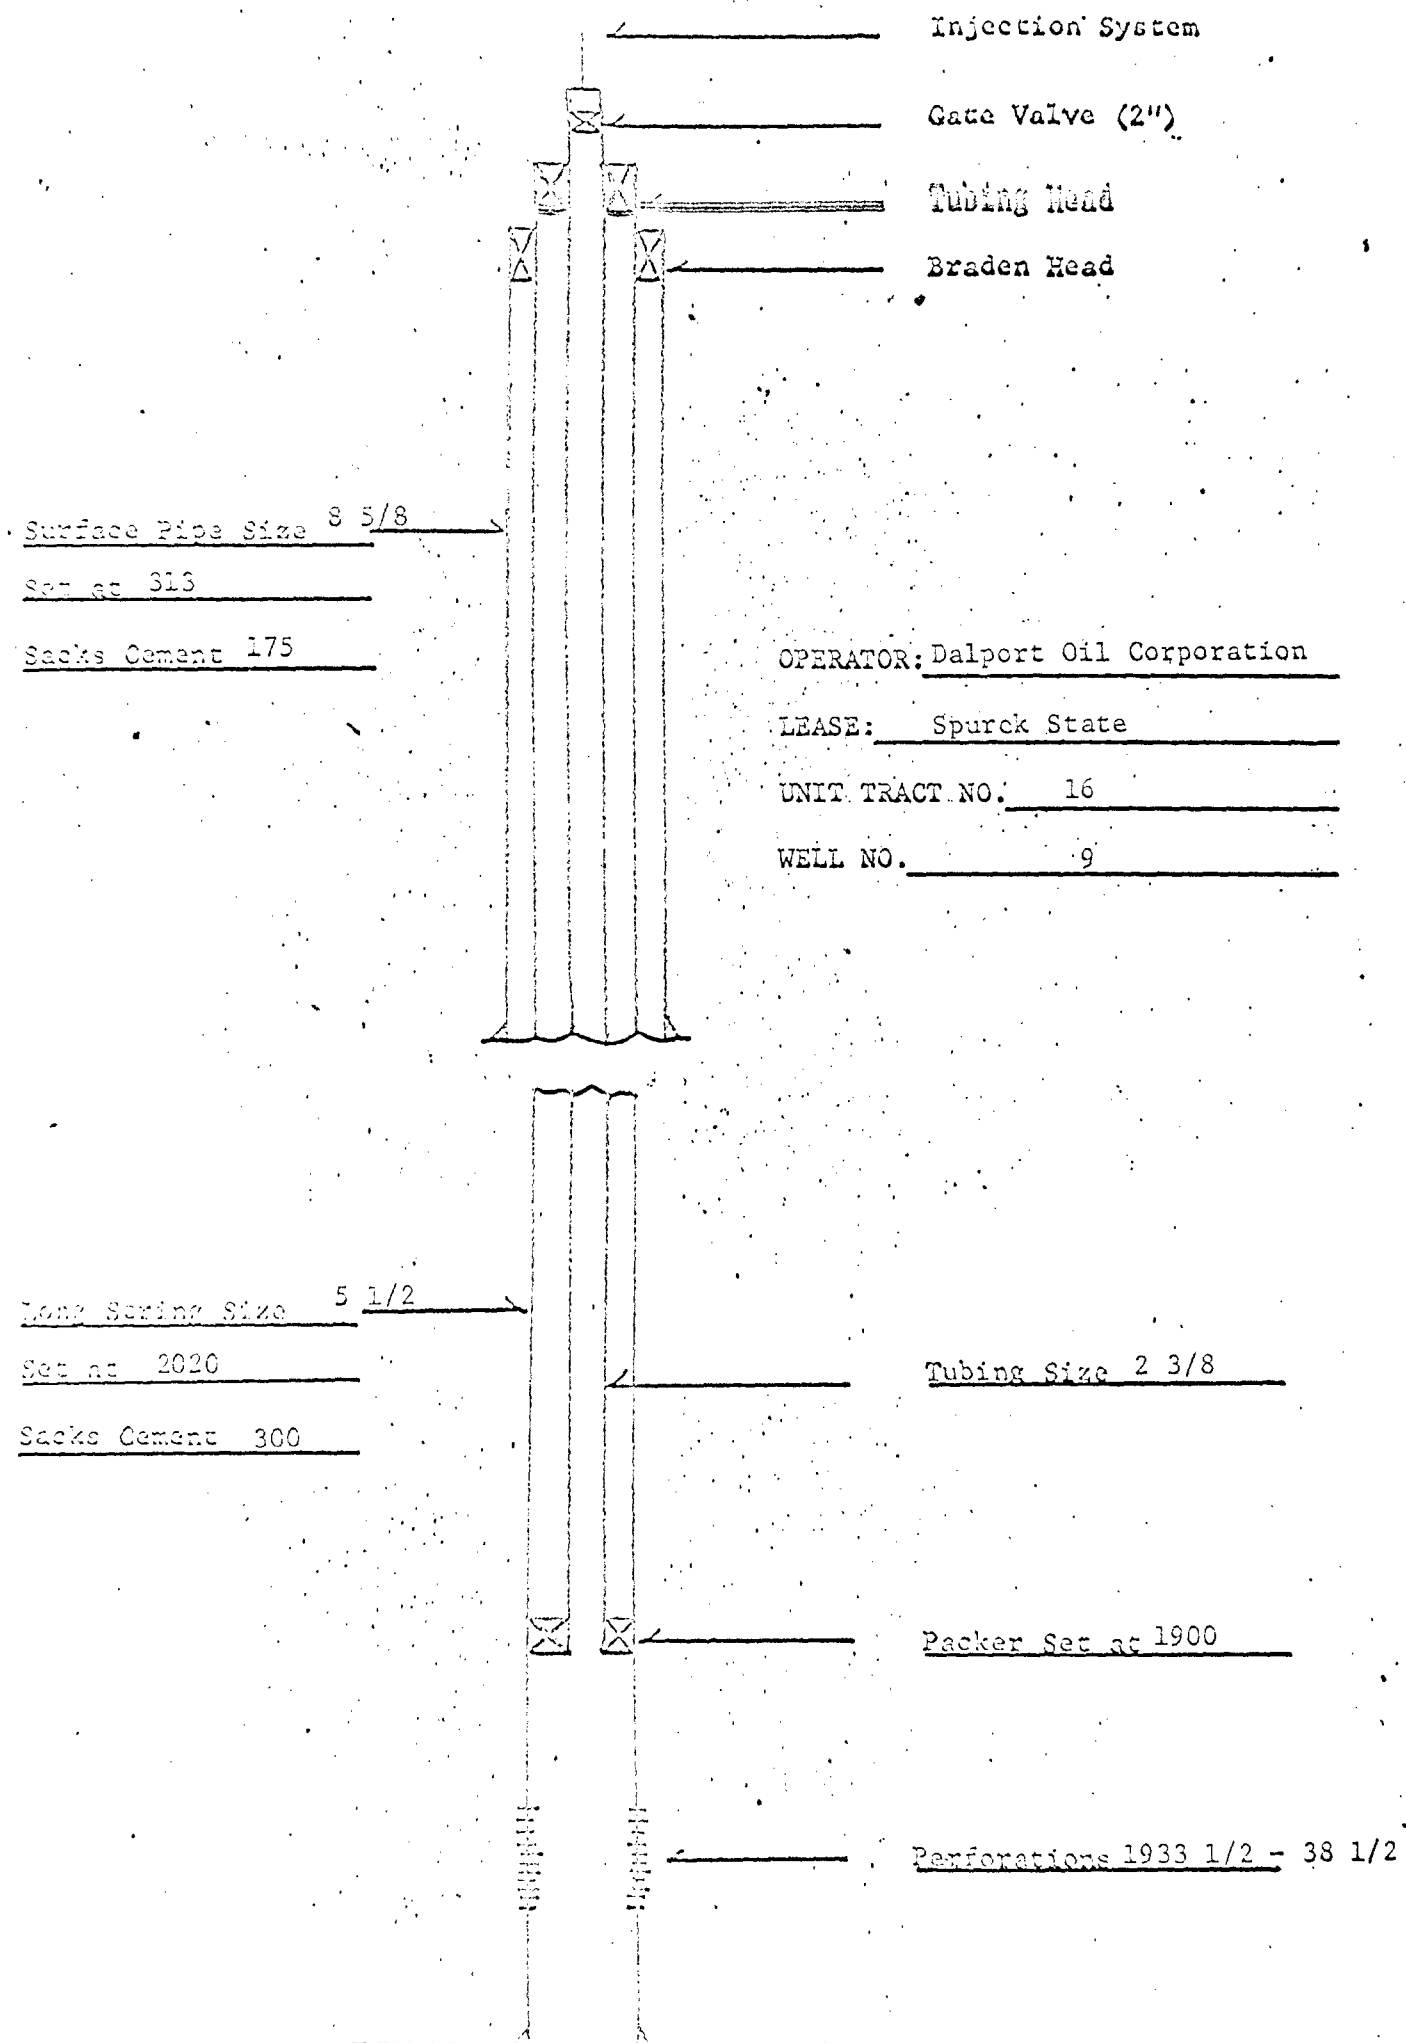 Injection System
Gate Valve (2")
Tubing Head
Braden Head
Surface Pipe Size 8 5/8
Set at 313
Sacks Cement 175
OPERATOR: Dalport Oil Corporation
LEASE: Spurck State
UNIT TRACT NO. 16
WELL NO. 9
Long String Size 5 1/2
Set at 2020
Tubing Size 2 3/8
Sacks Cement 300
Packer Set at 1900
Perforations 1933 1/2 - 38 1/2